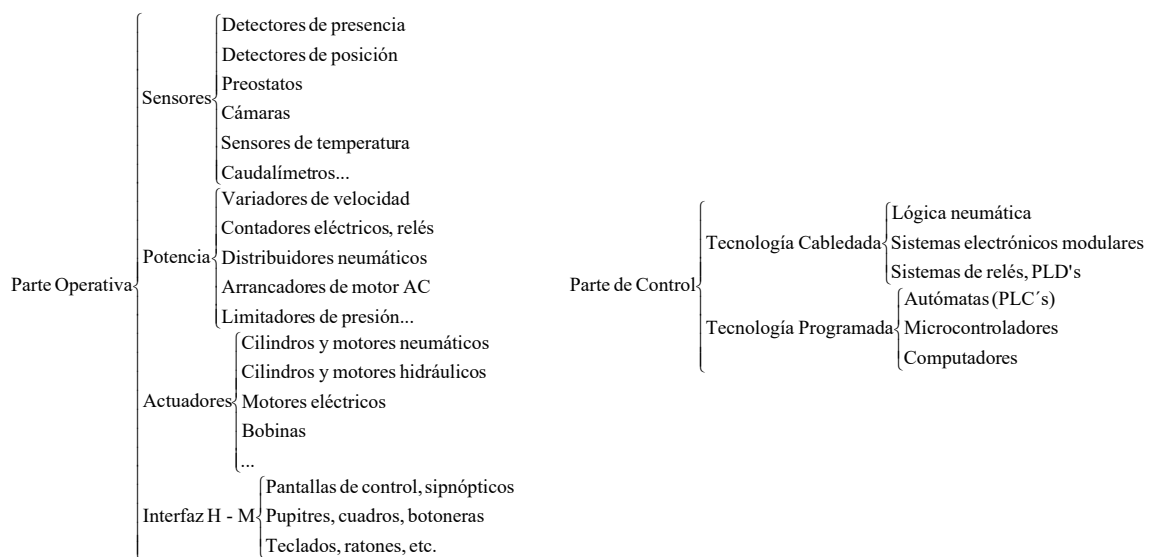 Parte Operativa
Sensores
Detectores de presencia
Detectores de posición
Preostatos
Cámaras
Sensores de temperatura
Caudalímetros...
Potencia
Variadores de velocidad
Contadores eléctricos, relés
Distribuidores neumáticos
Arrancadores de motor AC
Limitadores de presión...
Actuadores
Cilindros y motores neumáticos
Cilindros y motores hidráulicos
Motores eléctricos
Bobinas
...
Interfaz H - M
Pantallas de control, sipnópticos
Pupitres, cuadros, botoneras
Teclados, ratones, etc.
Parte de Control
Tecnología Cabledada
Lógica neumática
Sistemas electrónicos modulares
Sistemas de relés, PLD's
Tecnología Programada
Autómatas (PLC´s)
Microcontroladores
Computadores